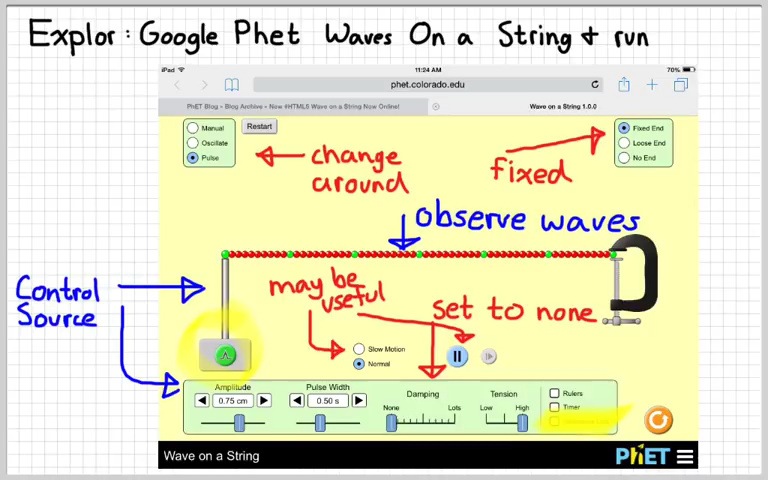 Explor: Google Phet Waves On a String + run
iPad
11:24 AM
70%
phet.colorado.edu
PhET Blog » Blog Archive » Now #HTML5 Wave on a String Now Online!
Wave on a String 1.0.0
Manual
Oscillate
Pulse
Restart
change
around
fixed
Fixed End
Loose End
No End
observe waves
Control
Source
may be
useful
set to none
Slow Motion
Normal
Amplitude
0.75 cm
Pulse Width
0.50 s
Damping
None
Lots
Tension
Low
High
Rulers
Timer
Wave on a String
PhET